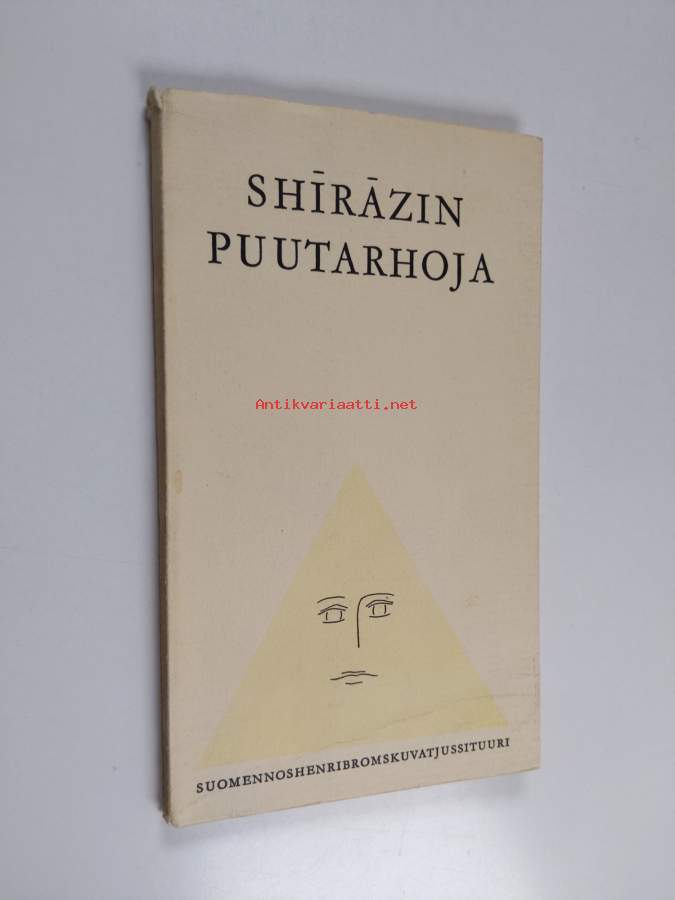 SHĪRĀZIN
PUUTARHOJA
Antikvariaatti.net
SUOMENNOSHENRIBROMSKUVATJUSSITUURI